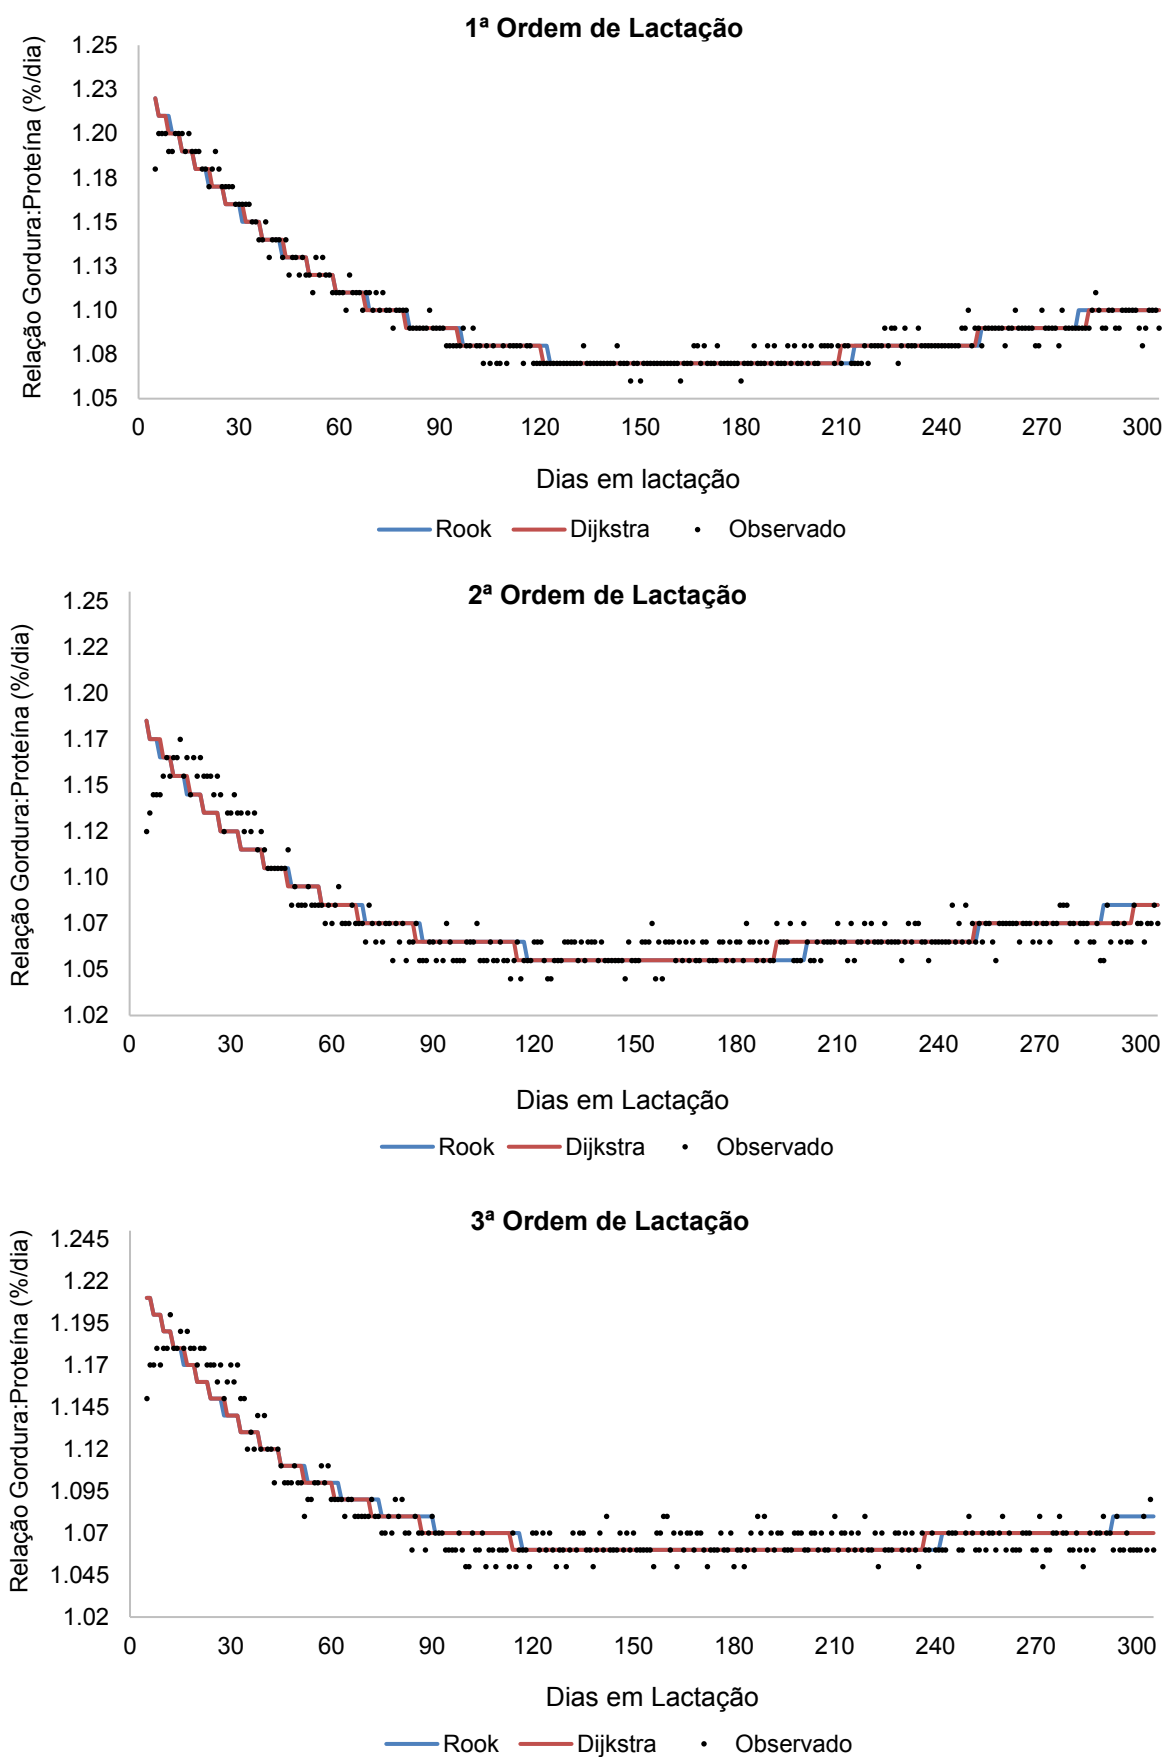 1ª Ordem de Lactação
Relação Gordura:Proteína (%/dia)
1.25
1.23
1.20
1.18
1.15
1.13
1.10
1.08
1.05
0 30 60 90 120 150 180 210 240 270 300
Dias em lactação
Rook Dijkstra Observado
2ª Ordem de Lactação
Relação Gordura:Proteína (%/dia)
1.25
1.22
1.20
1.17
1.15
1.12
1.10
1.07
1.05
1.02
0 30 60 90 120 150 180 210 240 270 300
Dias em Lactação
Rook Dijkstra Observado
3ª Ordem de Lactação
Relação Gordura:Proteína (%/dia)
1.245
1.22
1.195
1.17
1.145
1.12
1.095
1.07
1.045
1.02
0 30 60 90 120 150 180 210 240 270 300
Dias em Lactação
Rook Dijkstra Observado